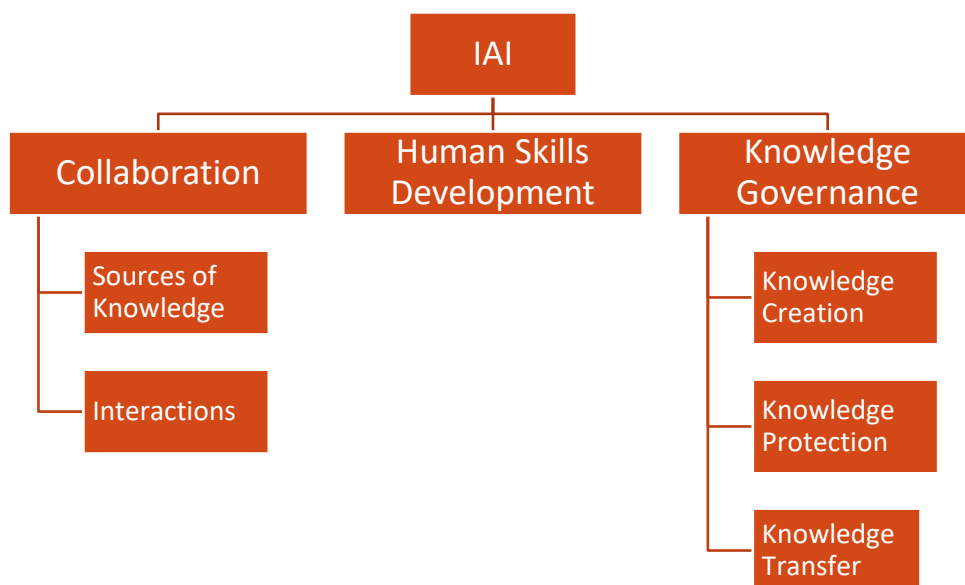 IAI
Collaboration
Human Skills
Development
Knowledge
Governance
Sources of
Knowledge
Interactions
Knowledge
Creation
Knowledge
Protection
Knowledge
Transfer